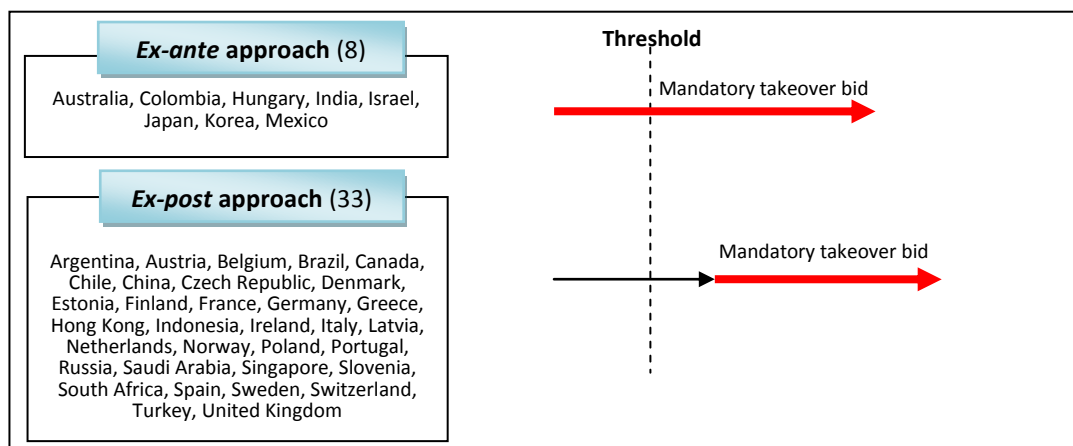 Ex-ante approach (8)
Australia, Colombia, Hungary, India, Israel,
Japan, Korea, Mexico
Ex-post approach (33)
Argentina, Austria, Belgium, Brazil, Canada,
Chile, China, Czech Republic, Denmark,
Estonia, Finland, France, Germany, Greece,
Hong Kong, Indonesia, Ireland, Italy, Latvia,
Netherlands, Norway, Poland, Portugal,
Russia, Saudi Arabia, Singapore, Slovenia,
South Africa, Spain, Sweden, Switzerland,
Turkey, United Kingdom
Threshold
Mandatory takeover bid
Mandatory takeover bid